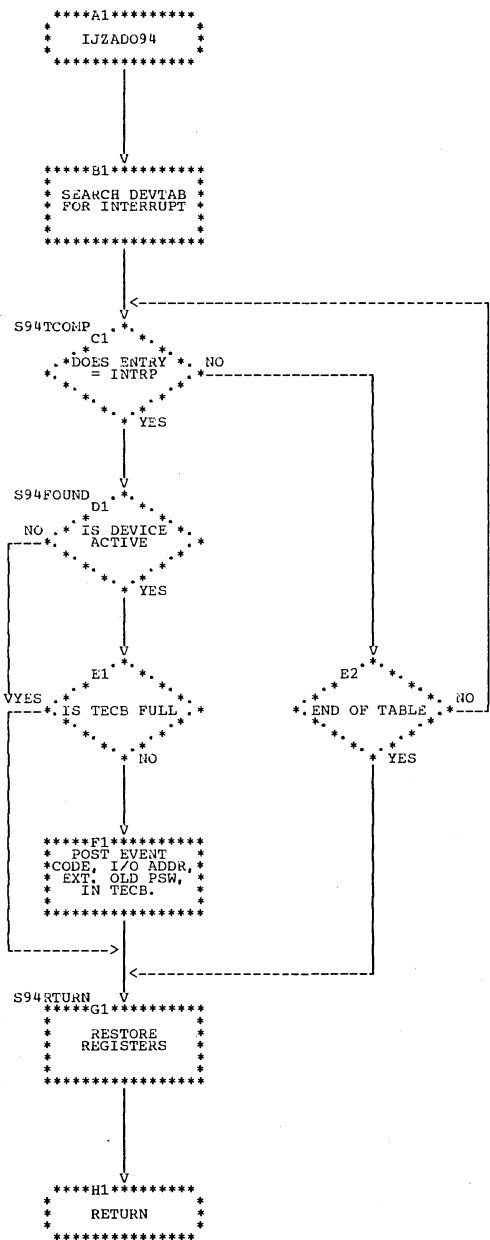 ****A1*********
IJZADO94
*****B1**********
SEARCH DEVTAB
FOR INTERRUPT
S94TCOMP
C1
DOES ENTRY
= INTRP
NO
YES
S94FOUND
D1
NO
IS DEVICE
ACTIVE
YES
E1
YES
IS TECB FULL
NO
E2
END OF TABLE
NO
YES
*****F1**********
POST EVENT
CODE, I/O ADDR,
EXT. OLD PSW,
IN TECB.
S94RTURN
*****G1**********
RESTORE
REGISTERS
****H1*********
RETURN